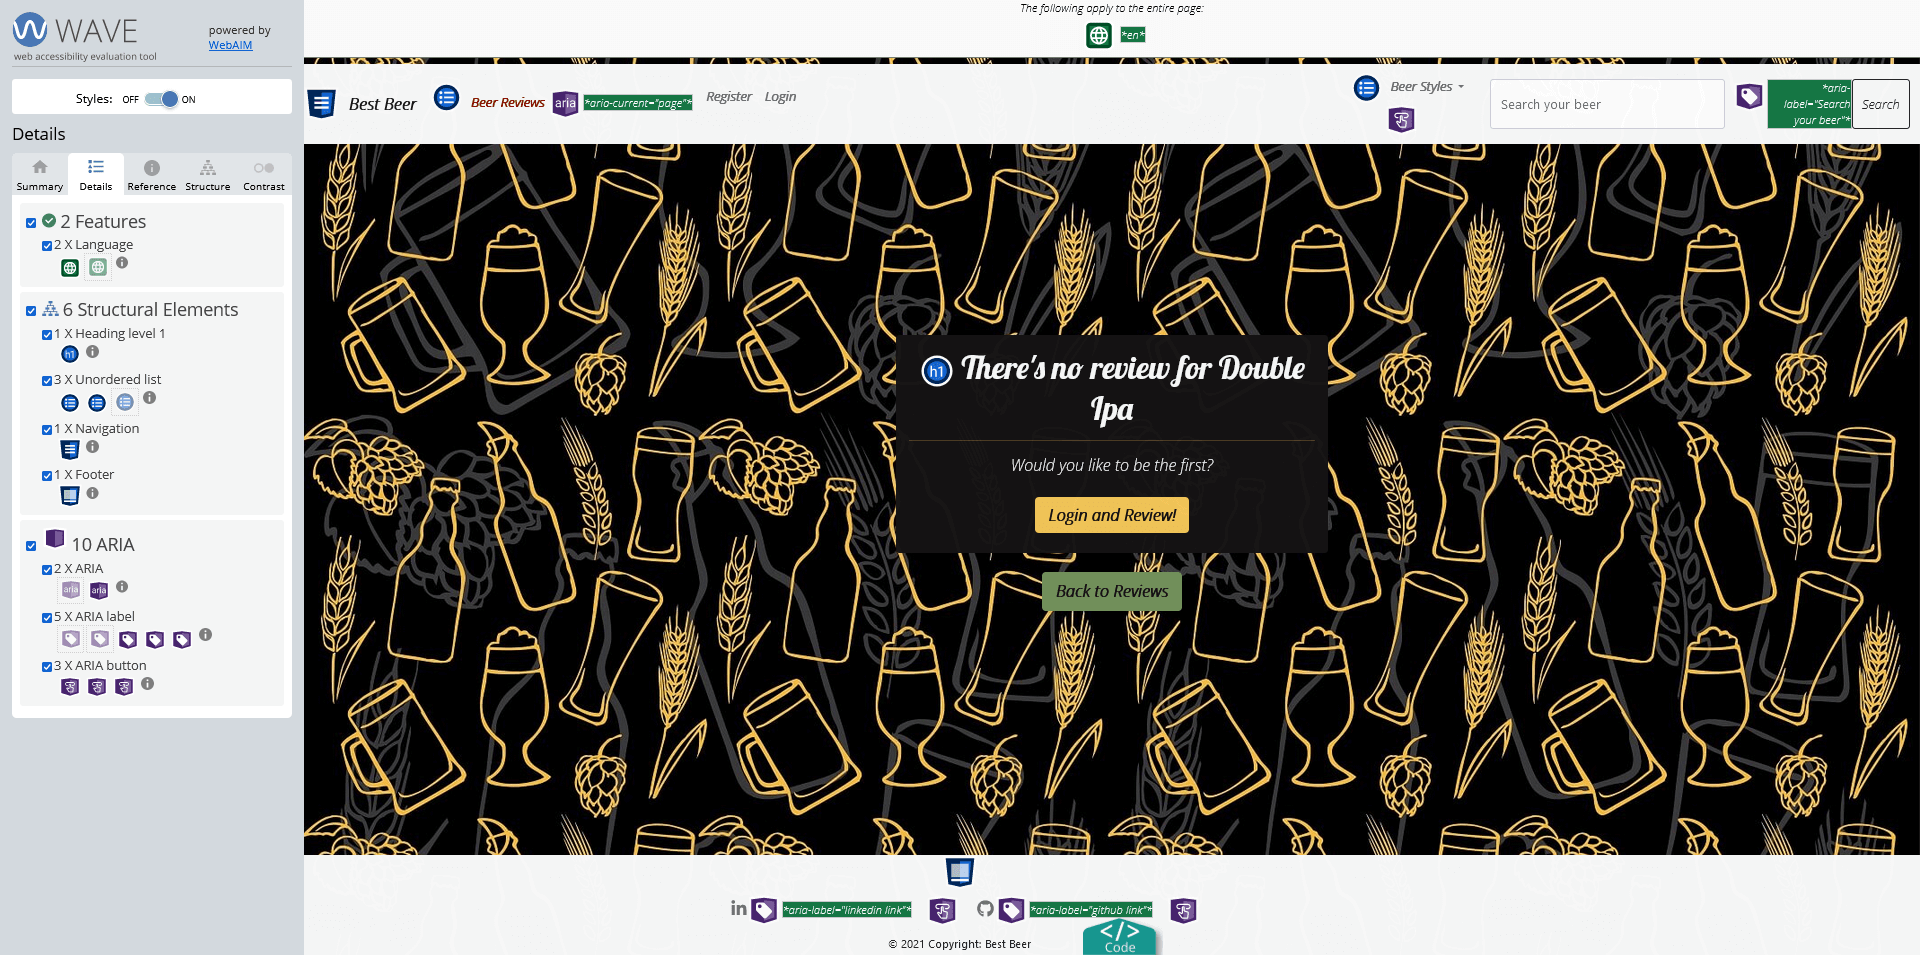 WAVE
web accessibility evaluation tool
powered by
WebAIM
Styles: OFF ON
Details
Summary Details Reference Structure Contrast
2 Features
2 X Language
6 Structural Elements
1 X Heading level 1
h1
3 X Unordered list
1 X Navigation
1 X Footer
10 ARIA
2 X ARIA
aria aria
5 X ARIA label
3 X ARIA button
The following apply to the entire page:
*en*
Best Beer
Beer Reviews
aria *aria-current="page"*
Register
Login
Beer Styles
Search your beer
*aria-
label="Search
your beer"*
Search
h1 There's no review for Double
Ipa
Would you like to be the first?
Login and Review!
Back to Reviews
in *aria-label="linkedin link"* *aria-label="github link"*
© 2021 Copyright: Best Beer
</>
Code